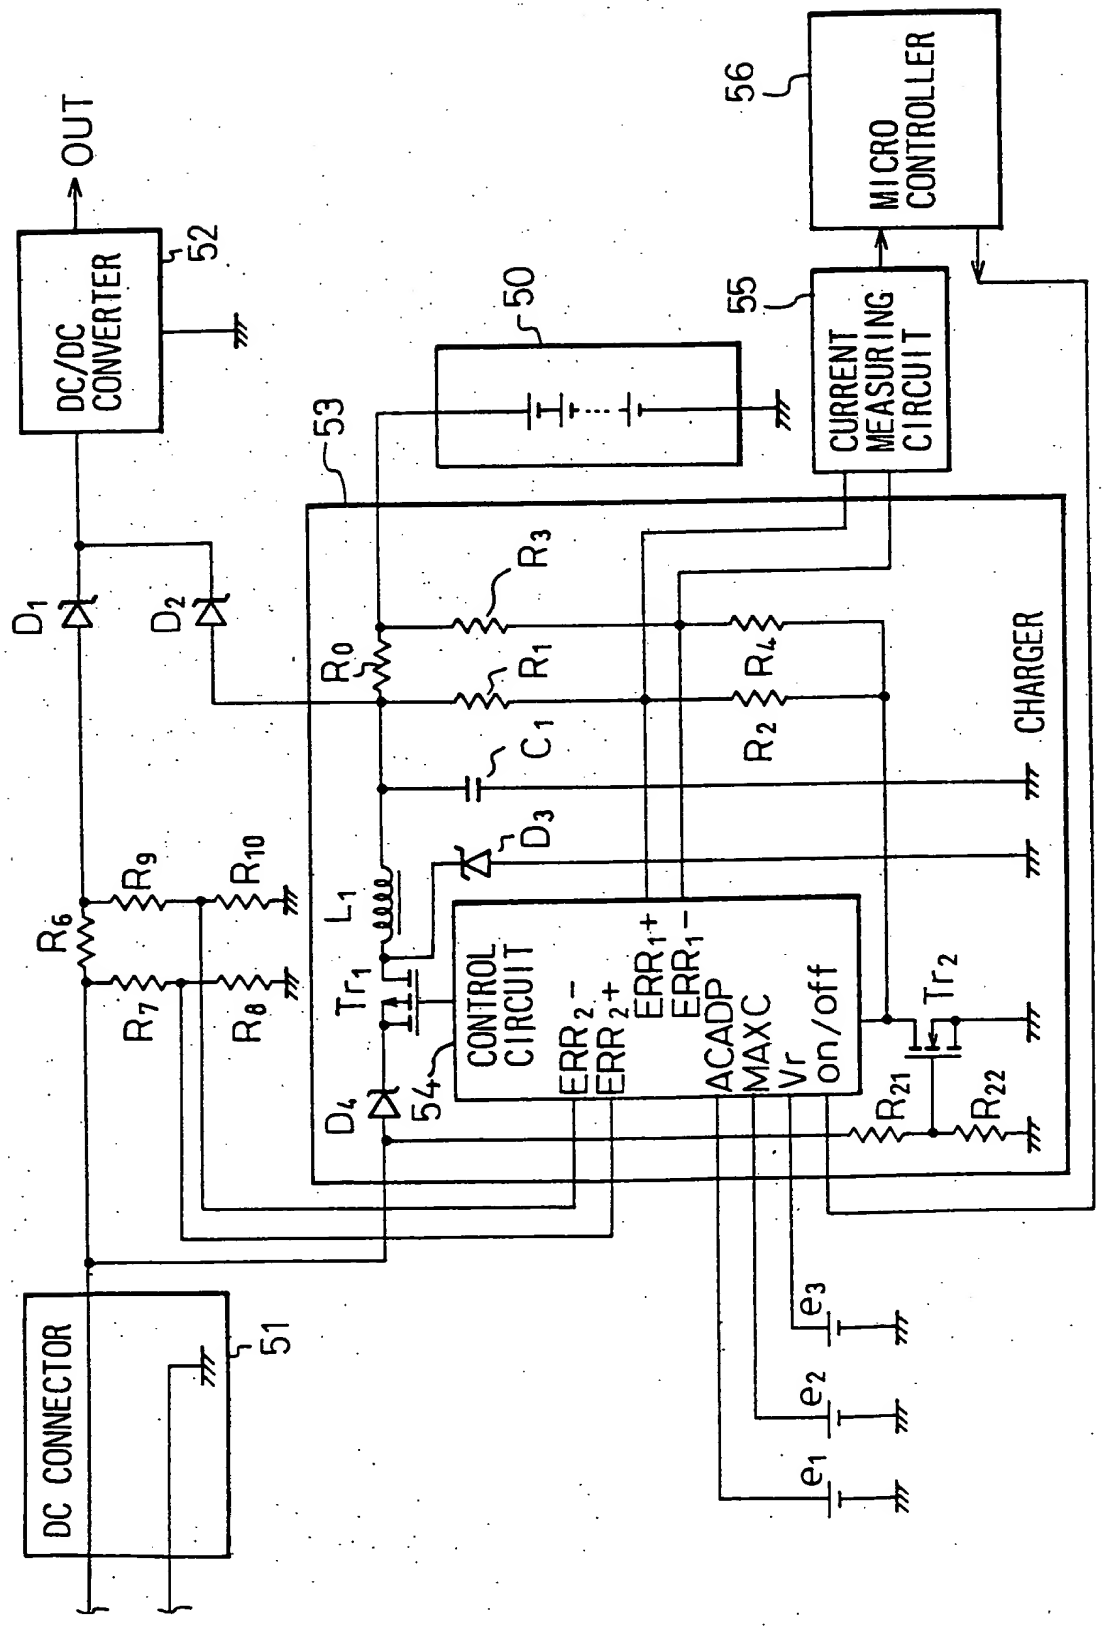 DC CONNECTOR
51
R6
R7
R8
R9
R10
D1
D2
DC/DC
CONVERTER
52
OUT
53
D4
Tr1
L1
R0
D3
C1
R1
R3
R2
R4
50
54
CONTROL
CIRCUIT
ERR2-
ERR2+
ERR1+
ERR1-
ACADP
MAXC
Vr
on/off
R21
R22
Tr2
CHARGER
55
CURRENT
MEASURING
CIRCUIT
56
MICRO
CONTROLLER
e1
e2
e3